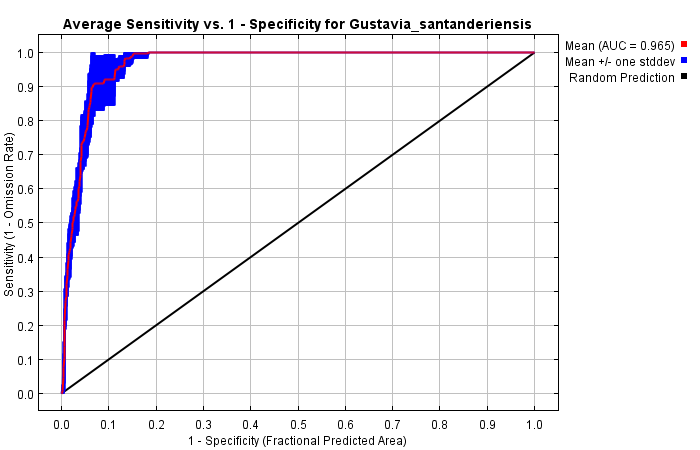 Average Sensitivity vs. 1 - Specificity for Gustavia_santanderiensis
Mean (AUC = 0.965)
Mean +/- one stddev
Random Prediction
Sensitivity (1 - Omission Rate)
1.0
0.9
0.8
0.7
0.6
0.5
0.4
0.3
0.2
0.1
0.0
0.0 0.1 0.2 0.3 0.4 0.5 0.6 0.7 0.8 0.9 1.0
1 - Specificity (Fractional Predicted Area)